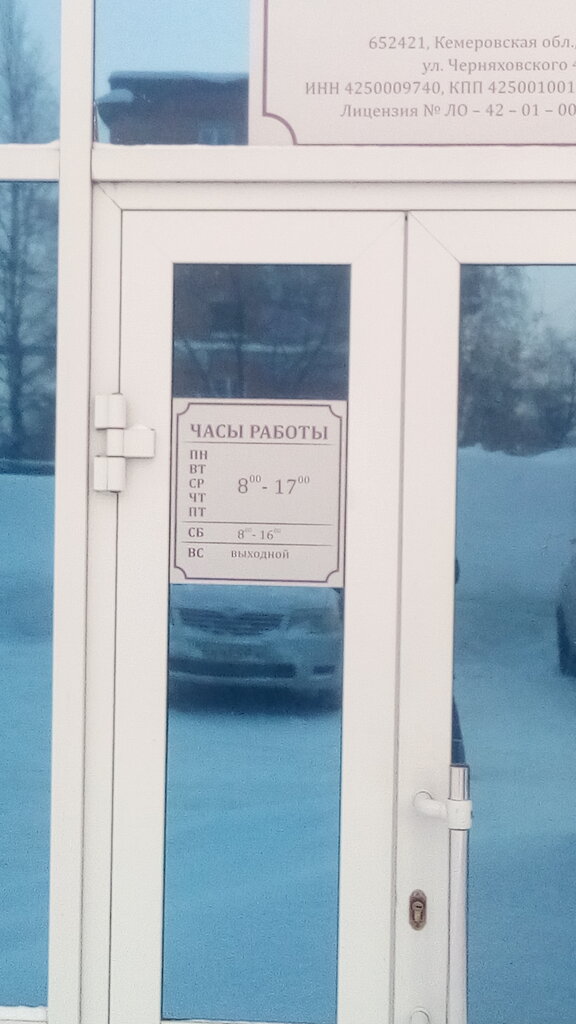 652421, Кемеровская обл.,
ул. Черняховского 4
ИНН 4250009740, КПП 425001001
Лицензия № ЛО – 42 – 01 – 00
ЧАСЫ РАБОТЫ
ПН
ВТ
СР 8⁰⁰ - 17⁰⁰
ЧТ
ПТ
СБ 8⁰⁰ - 16⁰⁰
ВС выходной